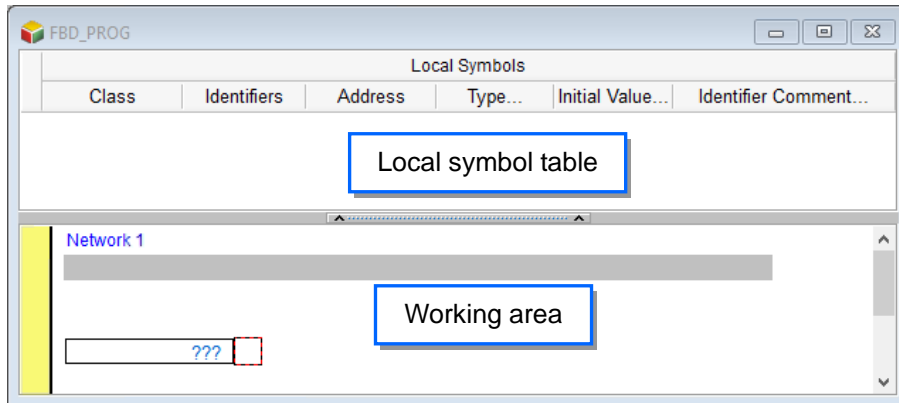 FBD_PROG
Local Symbols
Class Identifiers Address Type... Initial Value... Identifier Comment...
Local symbol table
Network 1
Working area
???